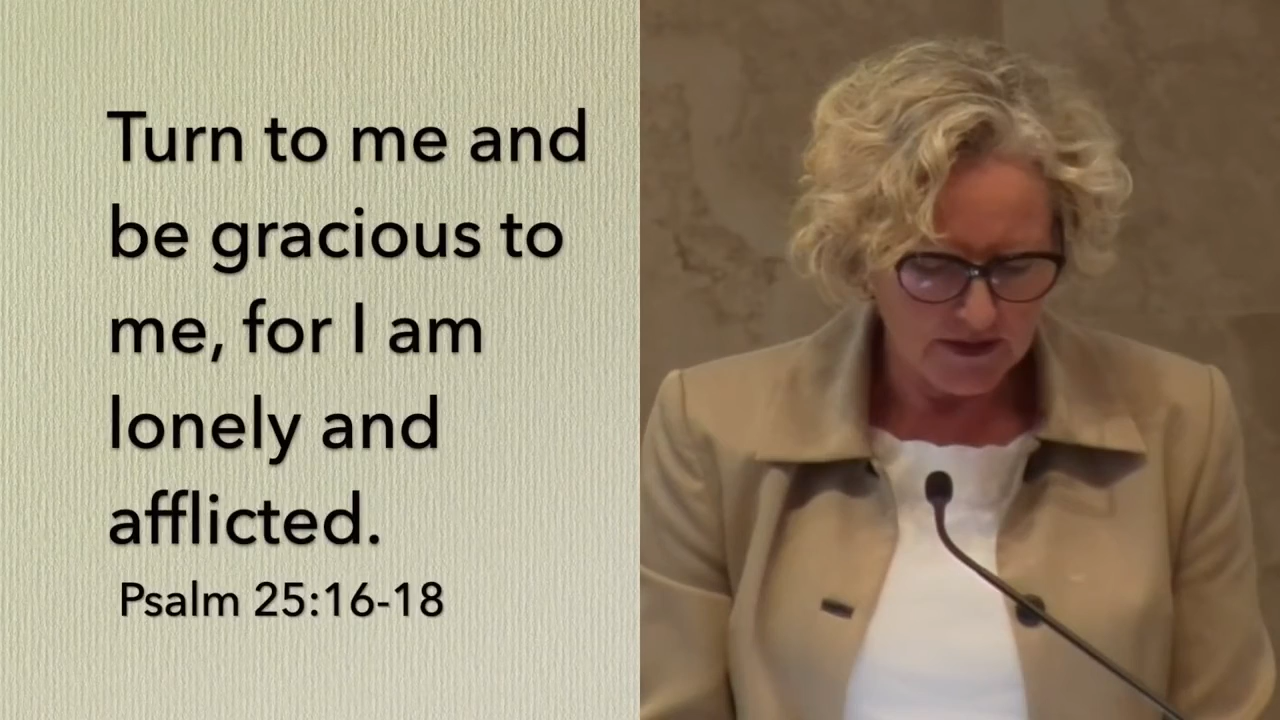 Turn to me and
be gracious to
me, for I am
lonely and
afflicted.
Psalm 25:16-18